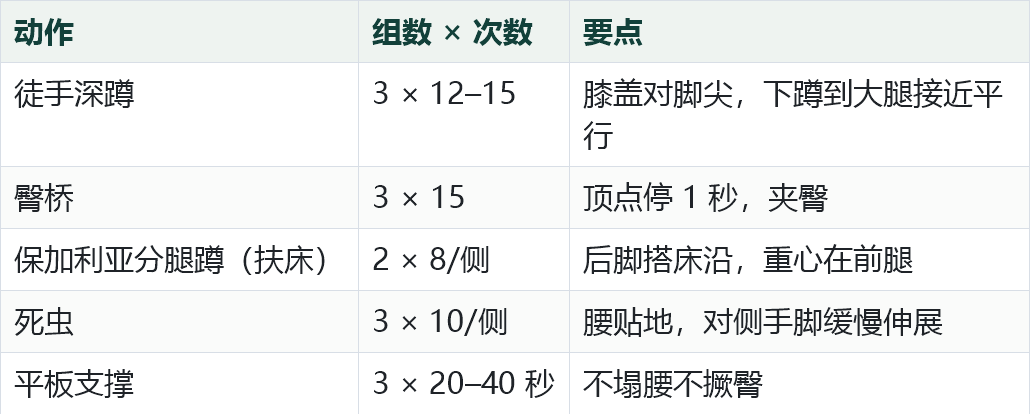 动作 组数 × 次数 要点
徒手深蹲 3 × 12–15 膝盖对脚尖，下蹲到大腿接近平
行
臀桥 3 × 15 顶点停 1 秒，夹臀
保加利亚分腿蹲（扶床） 2 × 8/侧 后脚搭床沿，重心在前腿
死虫 3 × 10/侧 腰贴地，对侧手脚缓慢伸展
平板支撑 3 × 20–40 秒 不塌腰不撅臀